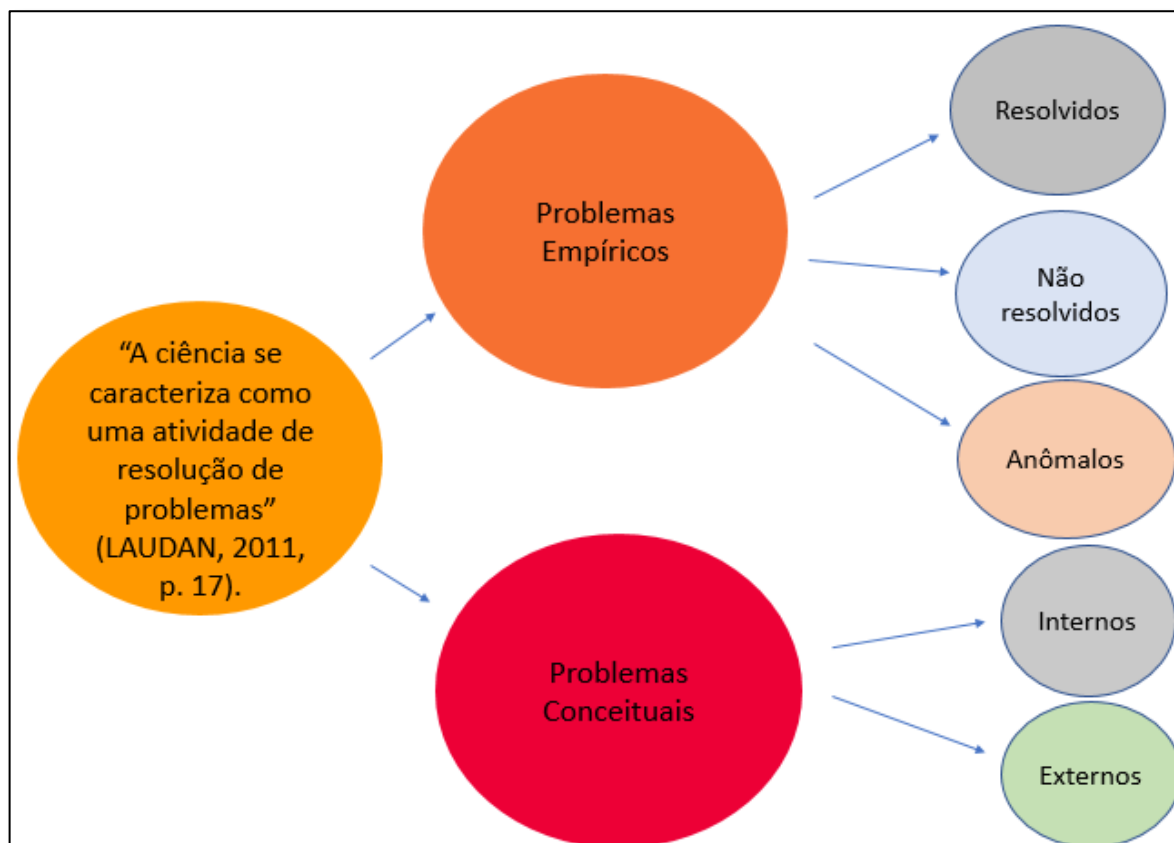 “A ciência se
caracteriza como
uma atividade de
resolução de
problemas”
(LAUDAN, 2011,
p. 17).
Problemas
Empíricos
Resolvidos
Não
resolvidos
Anômalos
Problemas
Conceituais
Internos
Externos